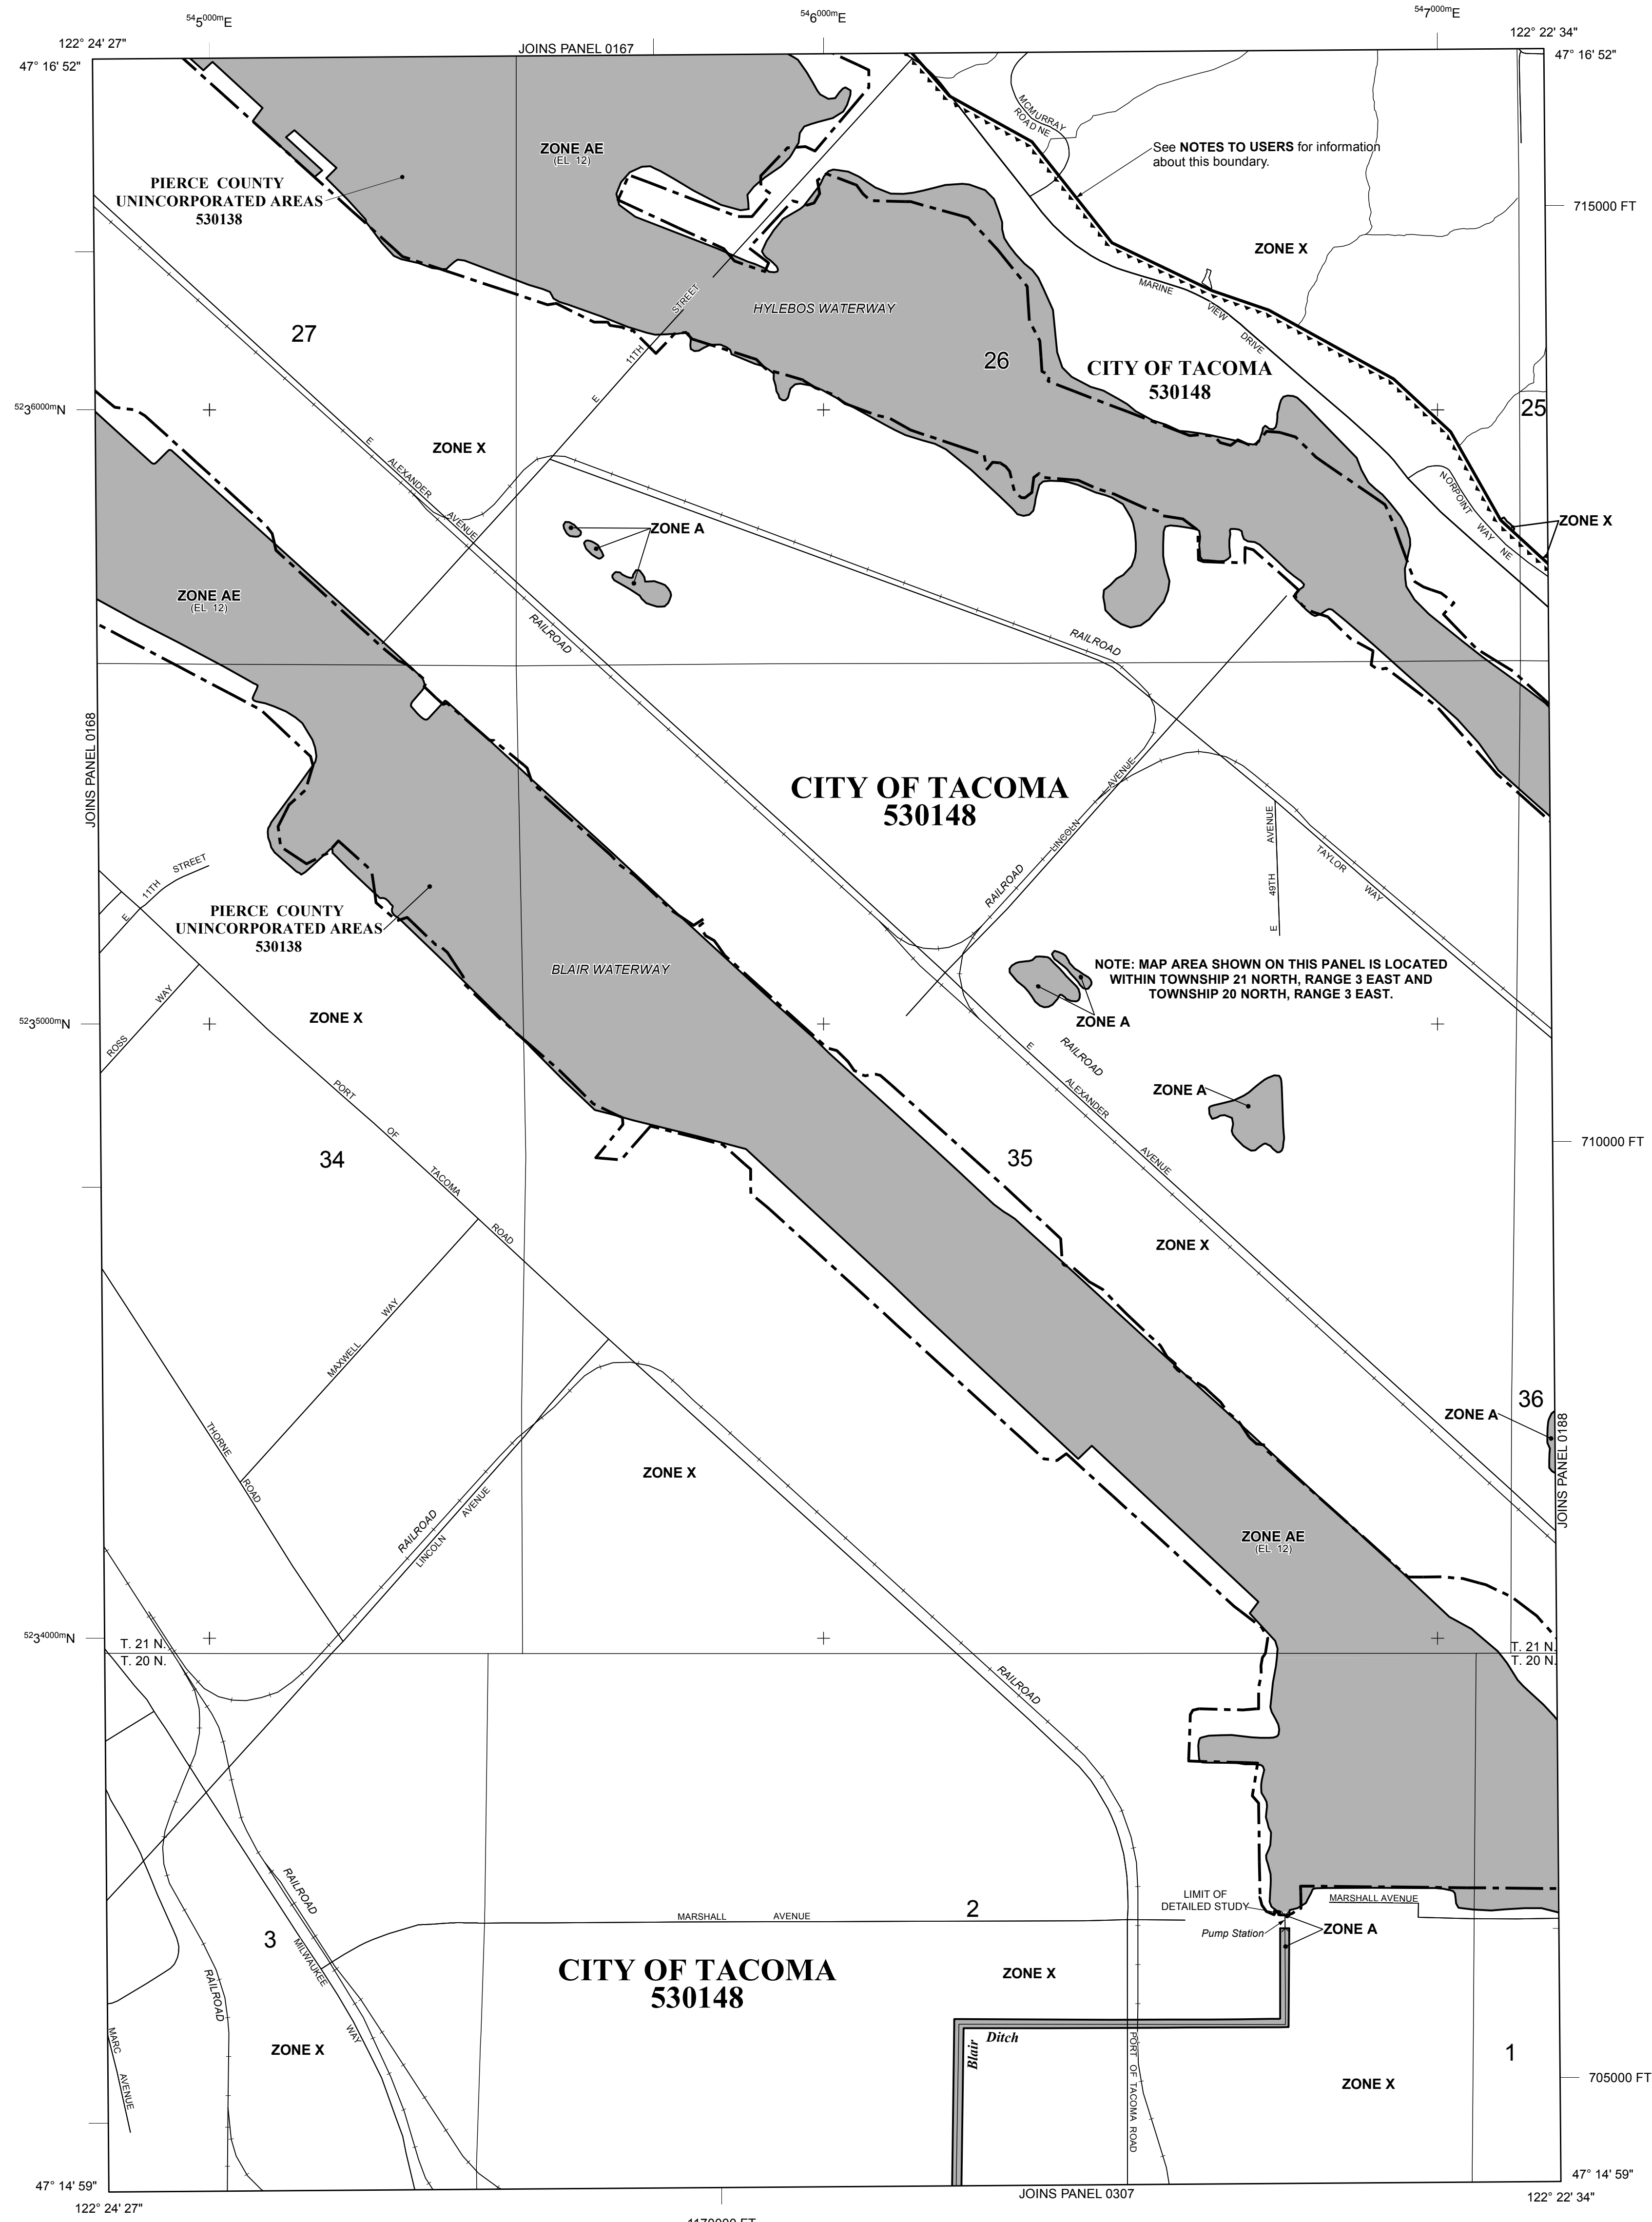 545000mE
546000mE
547000mE
122° 24' 27"
JOINS PANEL 0167
122° 22' 34"
47° 16' 52"
47° 16' 52"
MCMURRAY
ROAD NE
See NOTES TO USERS for information
about this boundary.
ZONE AE
(EL 12)
PIERCE COUNTY
UNINCORPORATED AREAS
530138
715000 FT
ZONE X
MARINE
VIEW
DRIVE
STREET
11TH
E
HYLEBOS WATERWAY
27
26
CITY OF TACOMA
530148
25
5236000mN
ZONE X
E
ALEXANDER
AVENUE
NORPOINT
WAY
NE
ZONE X
ZONE A
ZONE AE
(EL 12)
RAILROAD
RAILROAD
JOINS PANEL 0168
CITY OF TACOMA
530148
AVENUE
LINCOLN
RAILROAD
AVENUE
49TH
E
TAYLOR
WAY
E
11TH
STREET
PIERCE COUNTY
UNINCORPORATED AREAS
530138
BLAIR WATERWAY
NOTE: MAP AREA SHOWN ON THIS PANEL IS LOCATED
WITHIN TOWNSHIP 21 NORTH, RANGE 3 EAST AND
TOWNSHIP 20 NORTH, RANGE 3 EAST.
ZONE A
5235000mN
ZONE X
WAY
ROSS
E
RAILROAD
ALEXANDER
AVENUE
ZONE A
PORT
OF
TACOMA
ROAD
710000 FT
34
35
ZONE X
WAY
MAXWELL
THORNE
ROAD
36
ZONE A
JOINS PANEL 0188
ZONE X
RAILROAD
LINCOLN
AVENUE
ZONE AE
(EL 12)
5234000mN
T. 21 N.
T. 20 N.
T. 21 N.
T. 20 N.
RAILROAD
RAILROAD
LIMIT OF
DETAILED STUDY
MARSHALL AVENUE
2
MARSHALL
AVENUE
Pump Station
ZONE A
3
MILWAUKEE
WAY
CITY OF TACOMA
530148
ZONE X
RAILROAD
Ditch
Blair
PORT OF TACOMA ROAD
MARC
AVENUE
ZONE X
1
705000 FT
ZONE X
47° 14' 59"
47° 14' 59"
122° 24' 27"
JOINS PANEL 0307
122° 22' 34"
1170000 FT